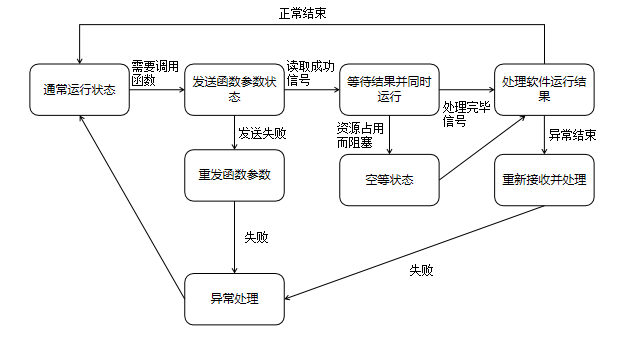 正常结束
通常运行状态
需要调用
函数
发送函数参数状
态
读取成功
信号
等待结果并同时
运行
处理完毕
信号
处理软件运行结
果
发送失败
资源占用
而阻塞
异常结束
重发函数参数
空等状态
重新接收并处理
失败
失败
异常处理